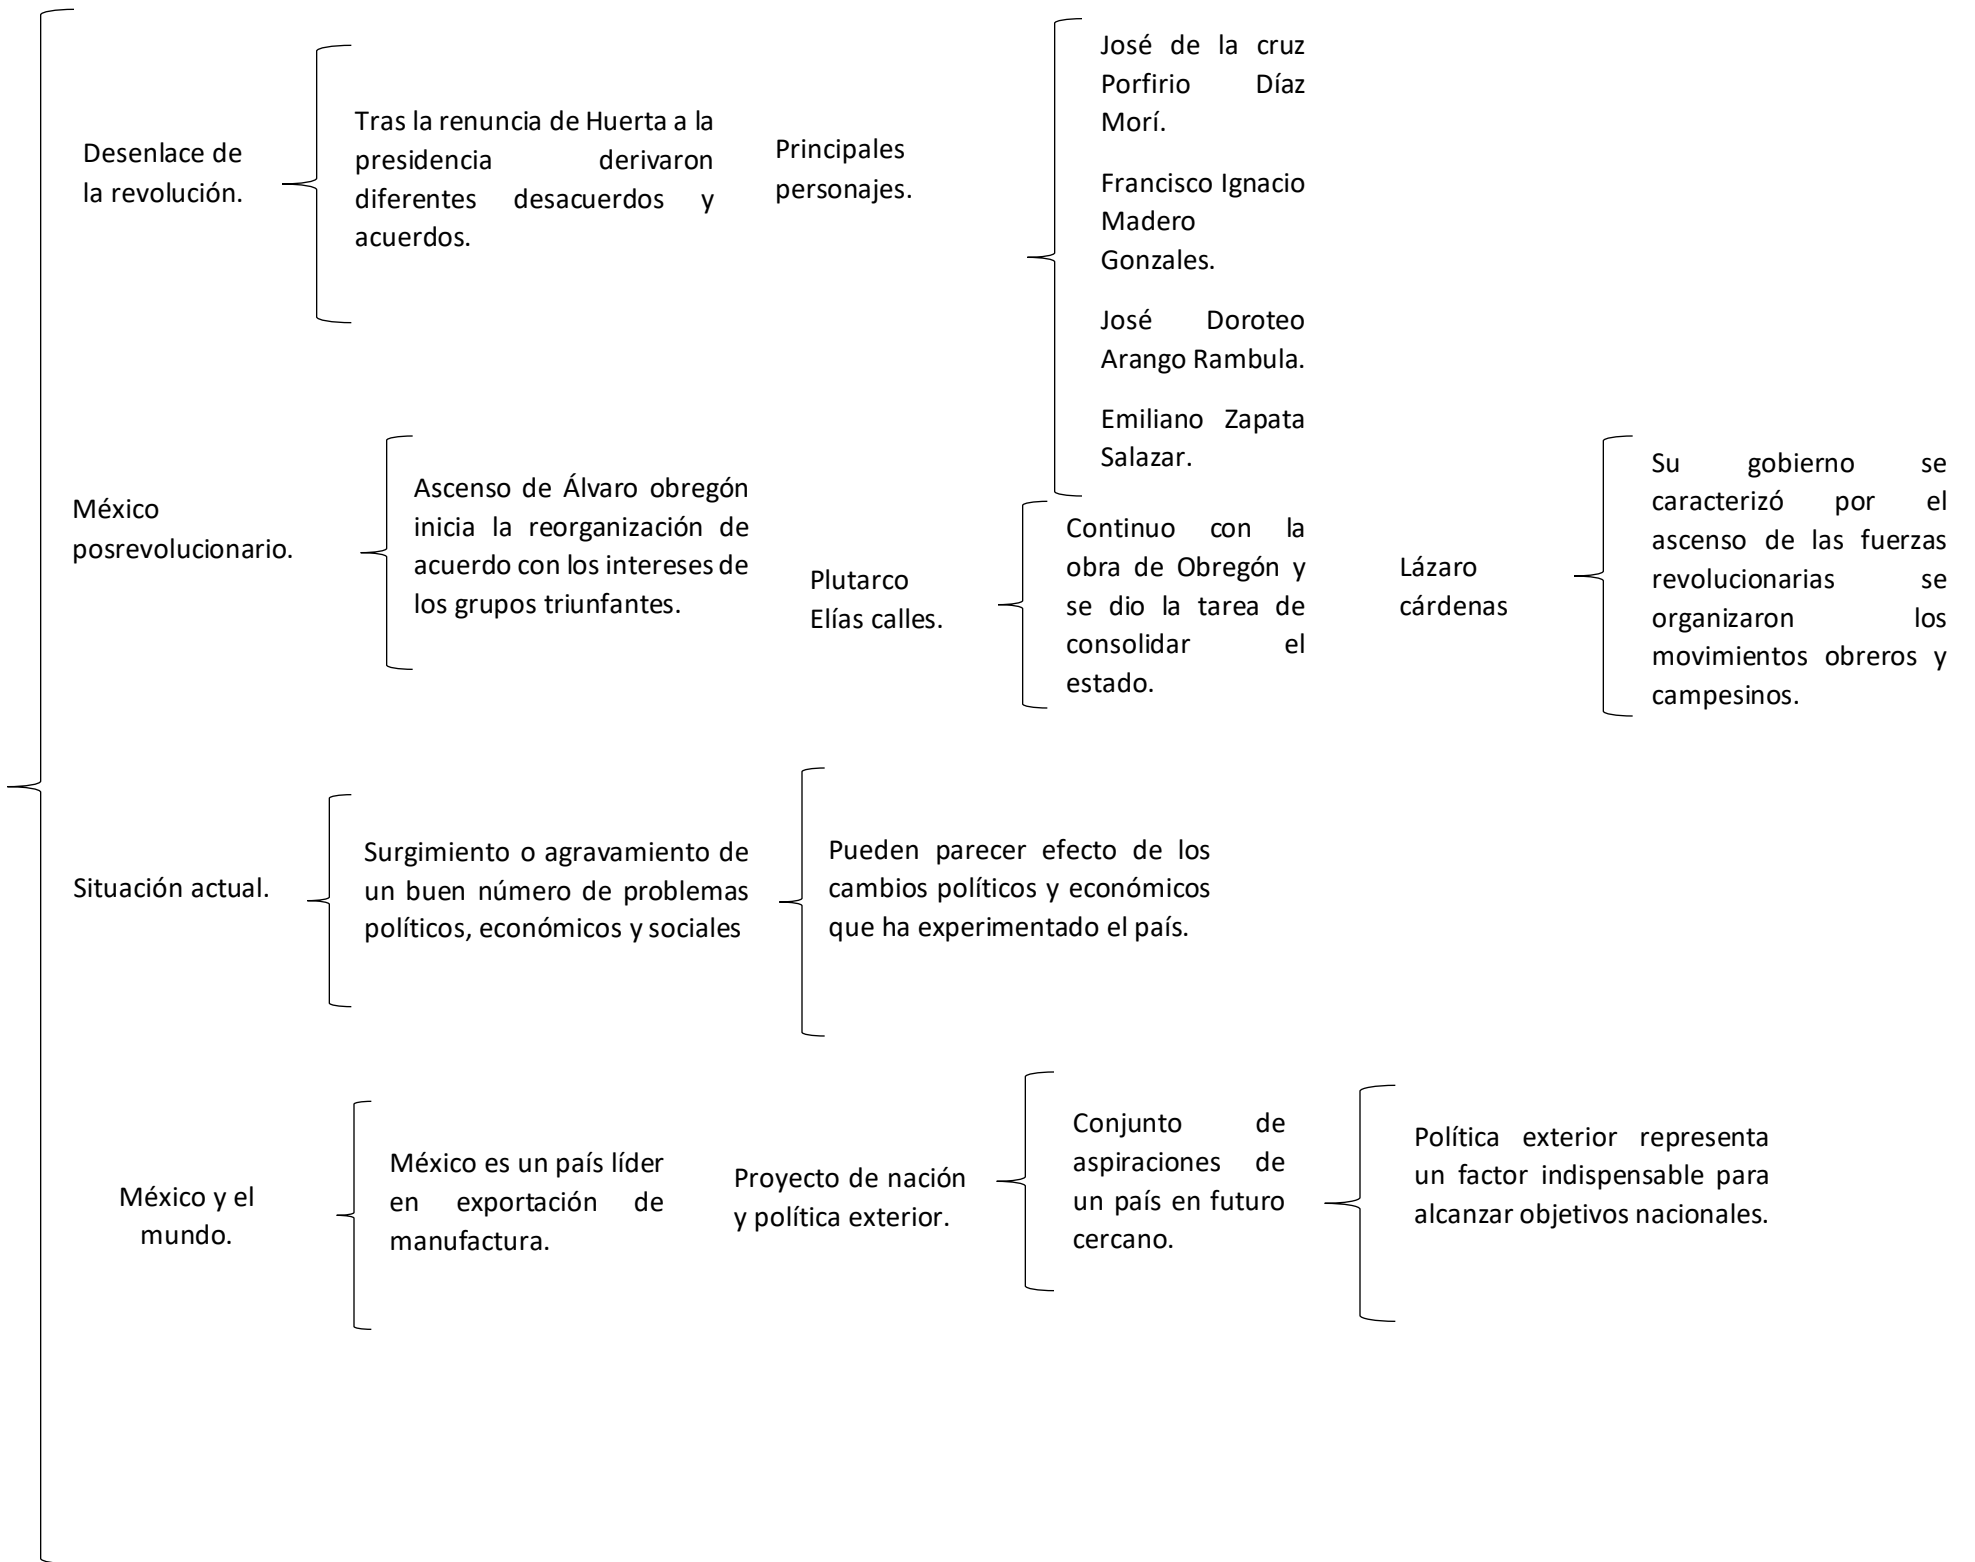 Desenlace de
la revolución.
Tras la renuncia de Huerta a la
presidencia derivaron
diferentes desacuerdos y
acuerdos.
Principales
personajes.
José de la cruz
Porfirio Díaz
Morí.
Francisco Ignacio
Madero
Gonzales.
José Doroteo
Arango Rambula.
Emiliano Zapata
Salazar.
México
posrevolucionario.
Ascenso de Álvaro obregón
inicia la reorganización de
acuerdo con los intereses de
los grupos triunfantes.
Plutarco
Elías calles.
Continuo con la
obra de Obregón y
se dio la tarea de
consolidar el
estado.
Lázaro
cárdenas
Su gobierno se
caracterizó por el
ascenso de las fuerzas
revolucionarias se
organizaron los
movimientos obreros y
campesinos.
Situación actual.
Surgimiento o agravamiento de
un buen número de problemas
políticos, económicos y sociales
Pueden parecer efecto de los
cambios políticos y económicos
que ha experimentado el país.
México y el
mundo.
México es un país líder
en exportación de
manufactura.
Proyecto de nación
y política exterior.
Conjunto de
aspiraciones de
un país en futuro
cercano.
Política exterior representa
un factor indispensable para
alcanzar objetivos nacionales.